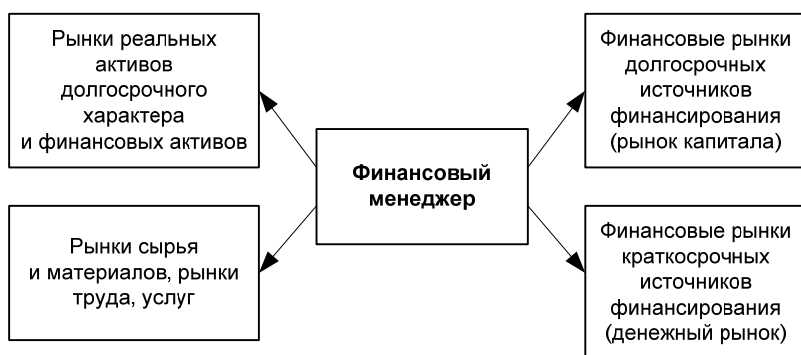 Рынки реальных
активов
долгосрочного
характера
и финансовых активов
Финансовые рынки
долгосрочных
источников
финансирования
(рынок капитала)
Финансовый
менеджер
Рынки сырья
и материалов, рынки
труда, услуг
Финансовые рынки
краткосрочных
источников
финансирования
(денежный рынок)